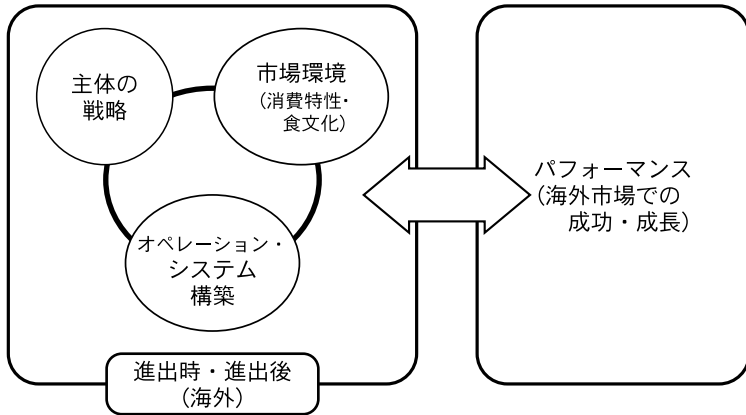 主体の
戦略
市場環境
（消費特性・
食文化）
オペレーション・
システム
構築
進出時・進出後
（海外）
パフォーマンス
（海外市場での
成功・成長）